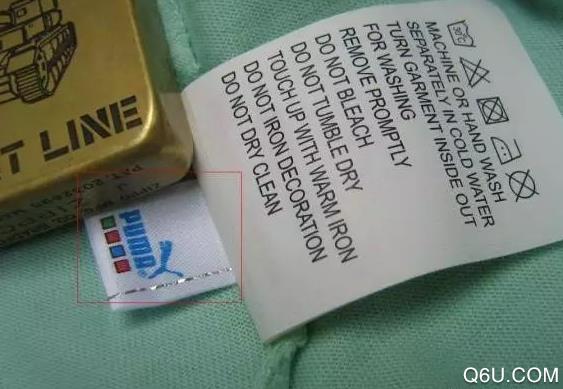 T LINE
PUMA
30°C
MACHINE OR HAND WASH
SEPARATELY IN COLD WATER
TURN GARMENT INSIDE OUT
FOR WASHING
REMOVE PROMPTLY
DO NOT BLEACH
DO NOT TUMBLE DRY
TOUCH UP WITH WARM IRON
DO NOT IRON DECORATION
DO NOT DRY CLEAN
Q6U.COM